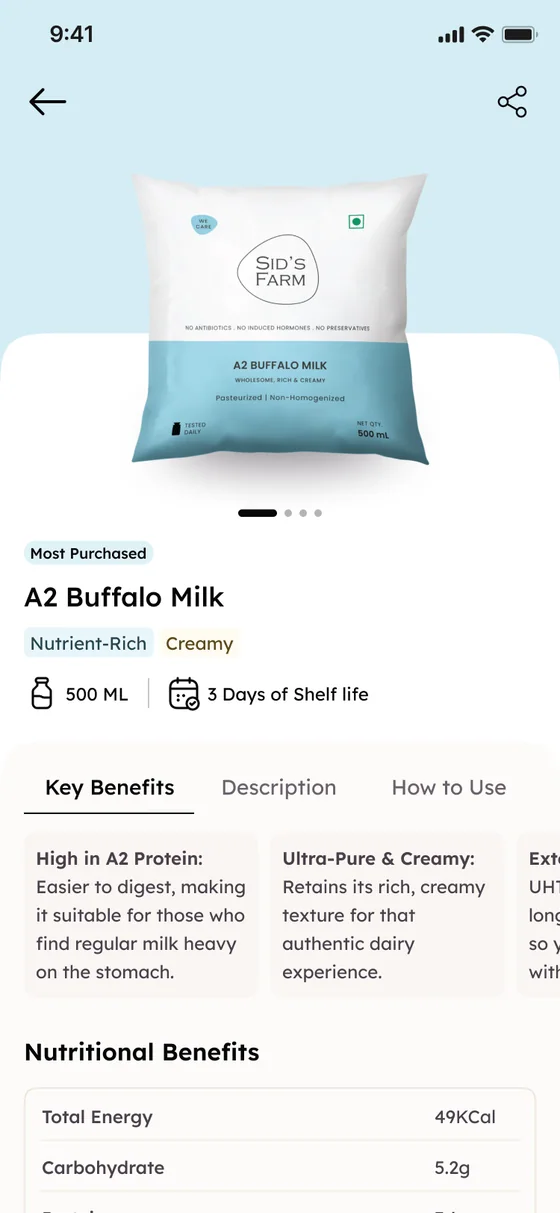 9:41
WE
CARE
SID'S
FARM
NO ANTIBIOTICS . NO INDUCED HORMONES . NO PRESERVATIVES
A2 BUFFALO MILK
WHOLESOME, RICH & CREAMY
Pasteurized | Non-Homogenized
TESTED
DAILY
NET QTY.
500 mL
Most Purchased
A2 Buffalo Milk
Nutrient-Rich Creamy
500 ML 3 Days of Shelf life
Key Benefits Description How to Use
High in A2 Protein:
Easier to digest, making
it suitable for those who
find regular milk heavy
on the stomach.
Ultra-Pure & Creamy:
Retains its rich, creamy
texture for that
authentic dairy
experience.
UHT
so y
Nutritional Benefits
Total Energy 49KCal
Carbohydrate 5.2g